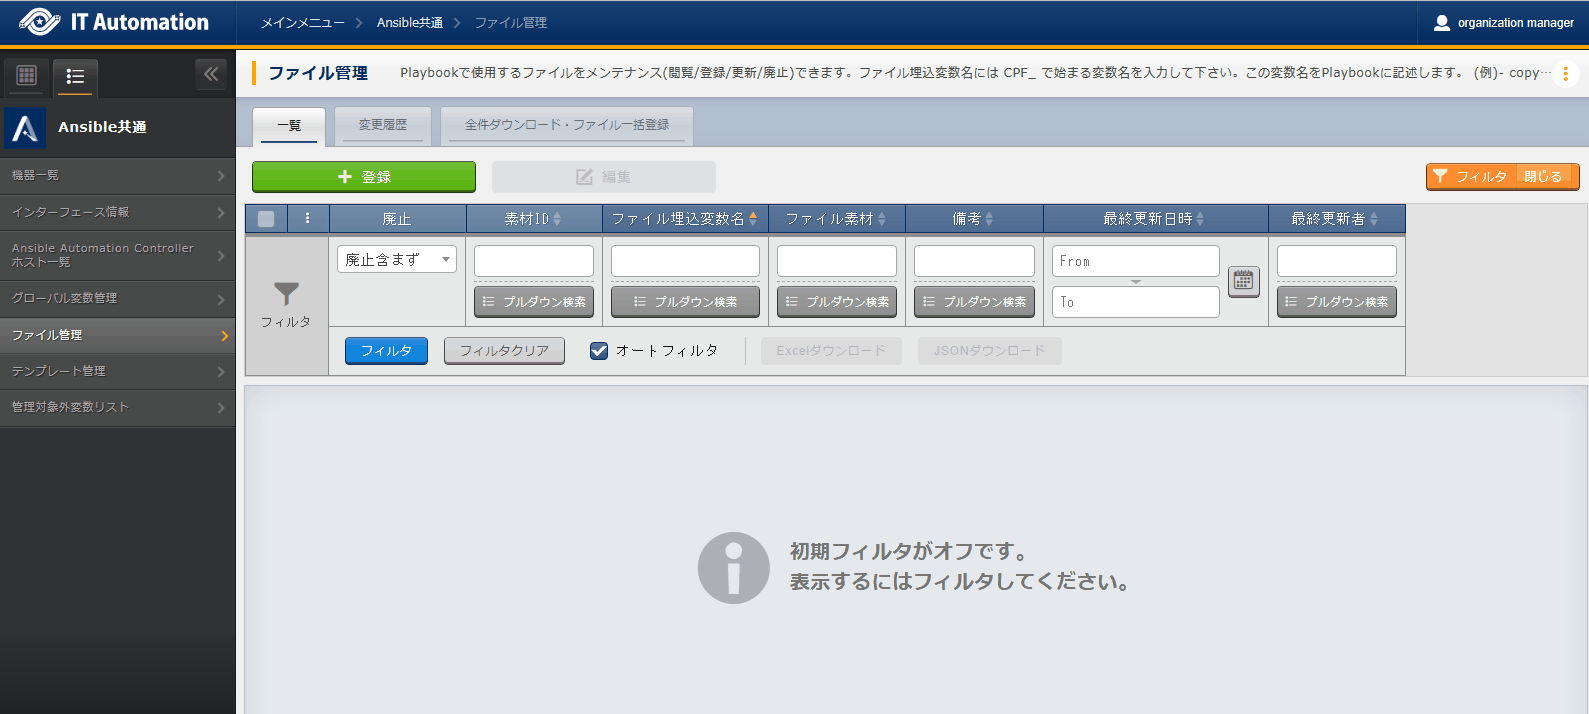 IT Automation
メインメニュー
Ansible共通
ファイル管理
organization manager
Ansible共通
機器一覧
インターフェース情報
Ansible Automation Controller
ホスト一覧
グローバル変数管理
ファイル管理
テンプレート管理
管理対象外変数リスト
ファイル管理
Playbookで使用するファイルをメンテナンス(閲覧/登録/更新/廃止)できます。ファイル埋込変数名には CPF_ で始まる変数名を入力して下さい。この変数名をPlaybookに記述します。 (例)- copy…
一覧
変更履歴
全件ダウンロード・ファイル一括登録
登録
編集
フィルタ 閉じる
廃止
素材ID
ファイル埋込変数名
ファイル素材
備考
最終更新日時
最終更新者
フィルタ
廃止含まず
プルダウン検索
プルダウン検索
プルダウン検索
プルダウン検索
From
To
プルダウン検索
フィルタ
フィルタクリア
オートフィルタ
Excelダウンロード
JSONダウンロード
初期フィルタがオフです。
表示するにはフィルタしてください。